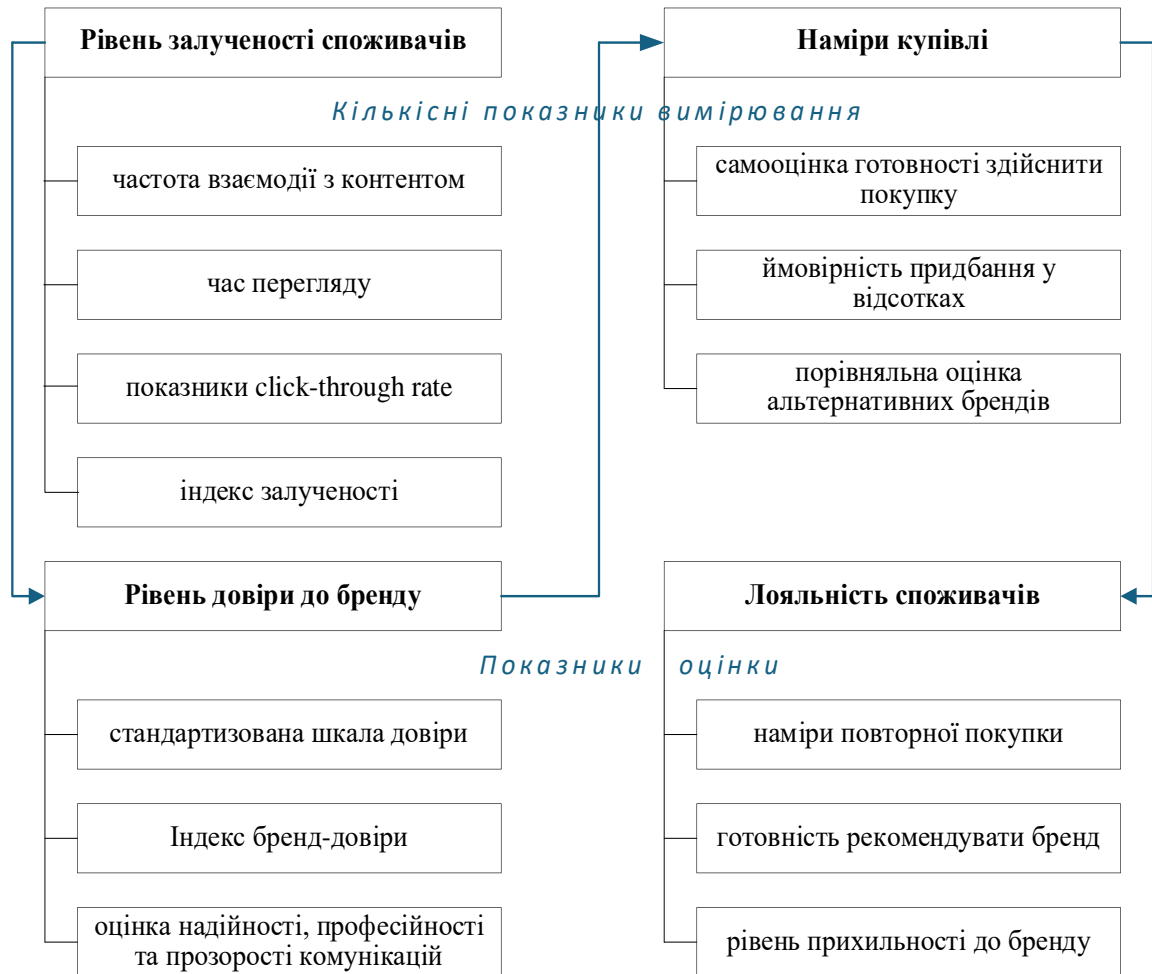 Рівень залученості споживачів
Наміри купівлі
Кількісні показники вимірювання
частота взаємодії з контентом
час перегляду
показники click-through rate
індекс залученості
самооцінка готовності здійснити
покупку
ймовірність придбання у
відсотках
порівняльна оцінка
альтернативних брендів
Рівень довіри до бренду
Лояльність споживачів
Показники оцінки
стандартизована шкала довіри
Індекс бренд-довіри
оцінка надійності, професійності
та прозорості комунікацій
наміри повторної покупки
готовність рекомендувати бренд
рівень прихильності до бренду